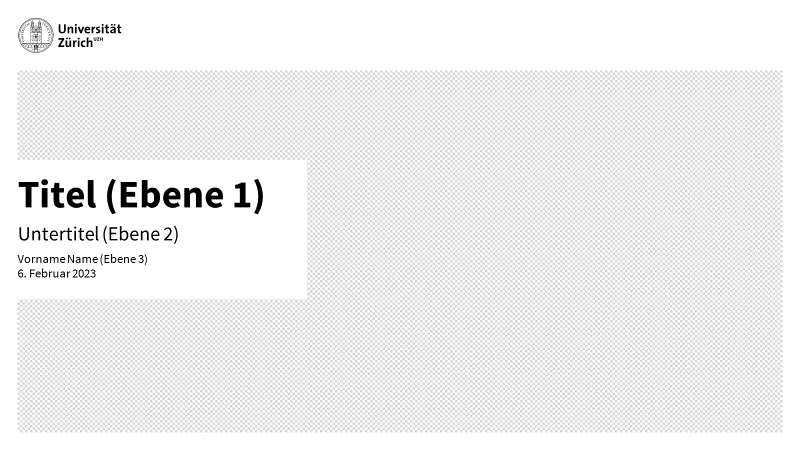 Universität
Zürich UZH
Titel (Ebene 1)
Untertitel (Ebene 2)
Vorname Name (Ebene 3)
6. Februar 2023